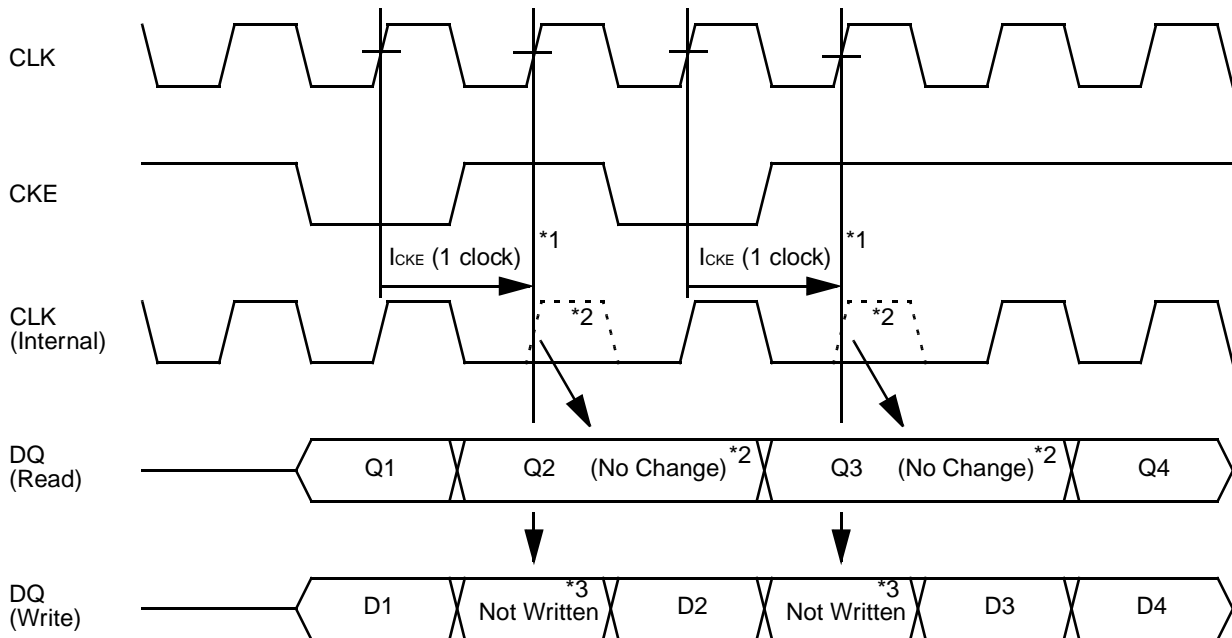 CLK
CKE
*1
*1
ICKE (1 clock)
ICKE (1 clock)
CLK
(Internal)
*2
*2
DQ
(Read)
Q1
Q2 (No Change)*2
Q3 (No Change)*2
Q4
DQ
(Write)
D1
Not Written*3
D2
Not Written*3
D3
D4